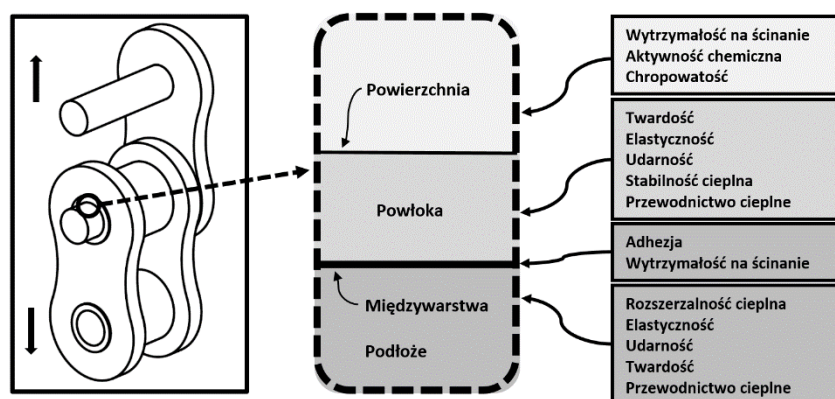 Powierzchnia
Powłoka
Międzywarstwa
Podłoże
Wytrzymałość na ścinanie
Aktywność chemiczna
Chropowatość
Twardość
Elastyczność
Udarność
Stabilność cieplna
Przewodnictwo cieplne
Adhezja
Wytrzymałość na ścinanie
Rozszerzalność cieplna
Elastyczność
Udarność
Twardość
Przewodnictwo cieplne